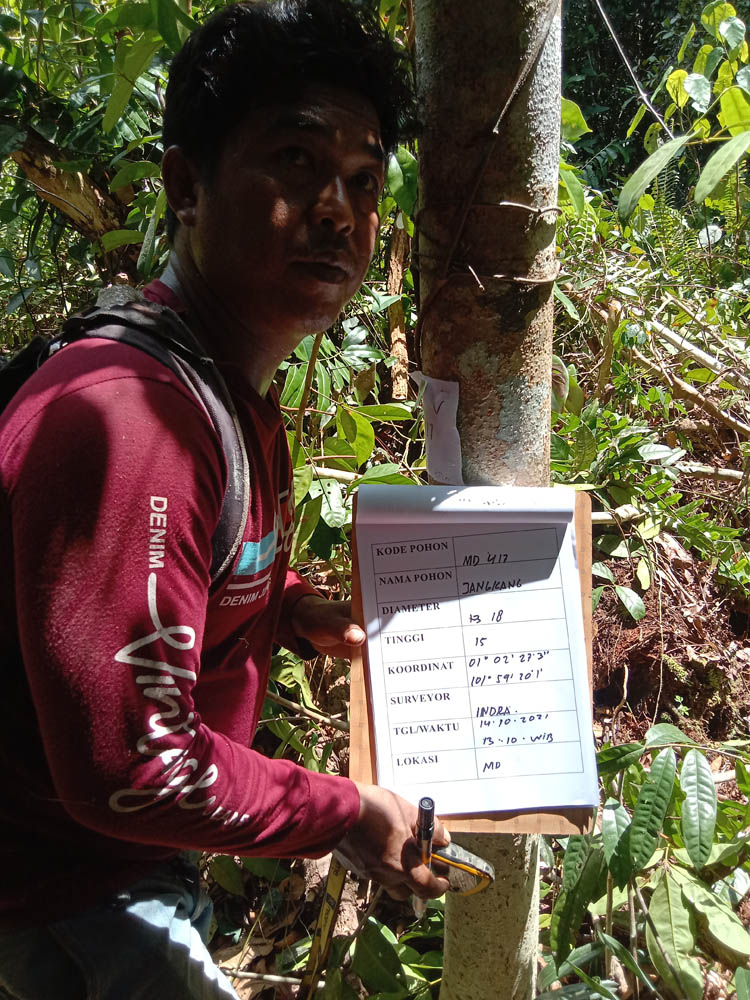 KODE POHON MD 417
NAMA POHON JANGKANG
DIAMETER 18
TINGGI 15
KOORDINAT 01° 02' 27.3"
101° 59' 20.1'
SURVEYOR INDRA.
TGL/WAKTU 14.10.2021
13.10. WIB
LOKASI MD
DENIM
Vintage
DENIM